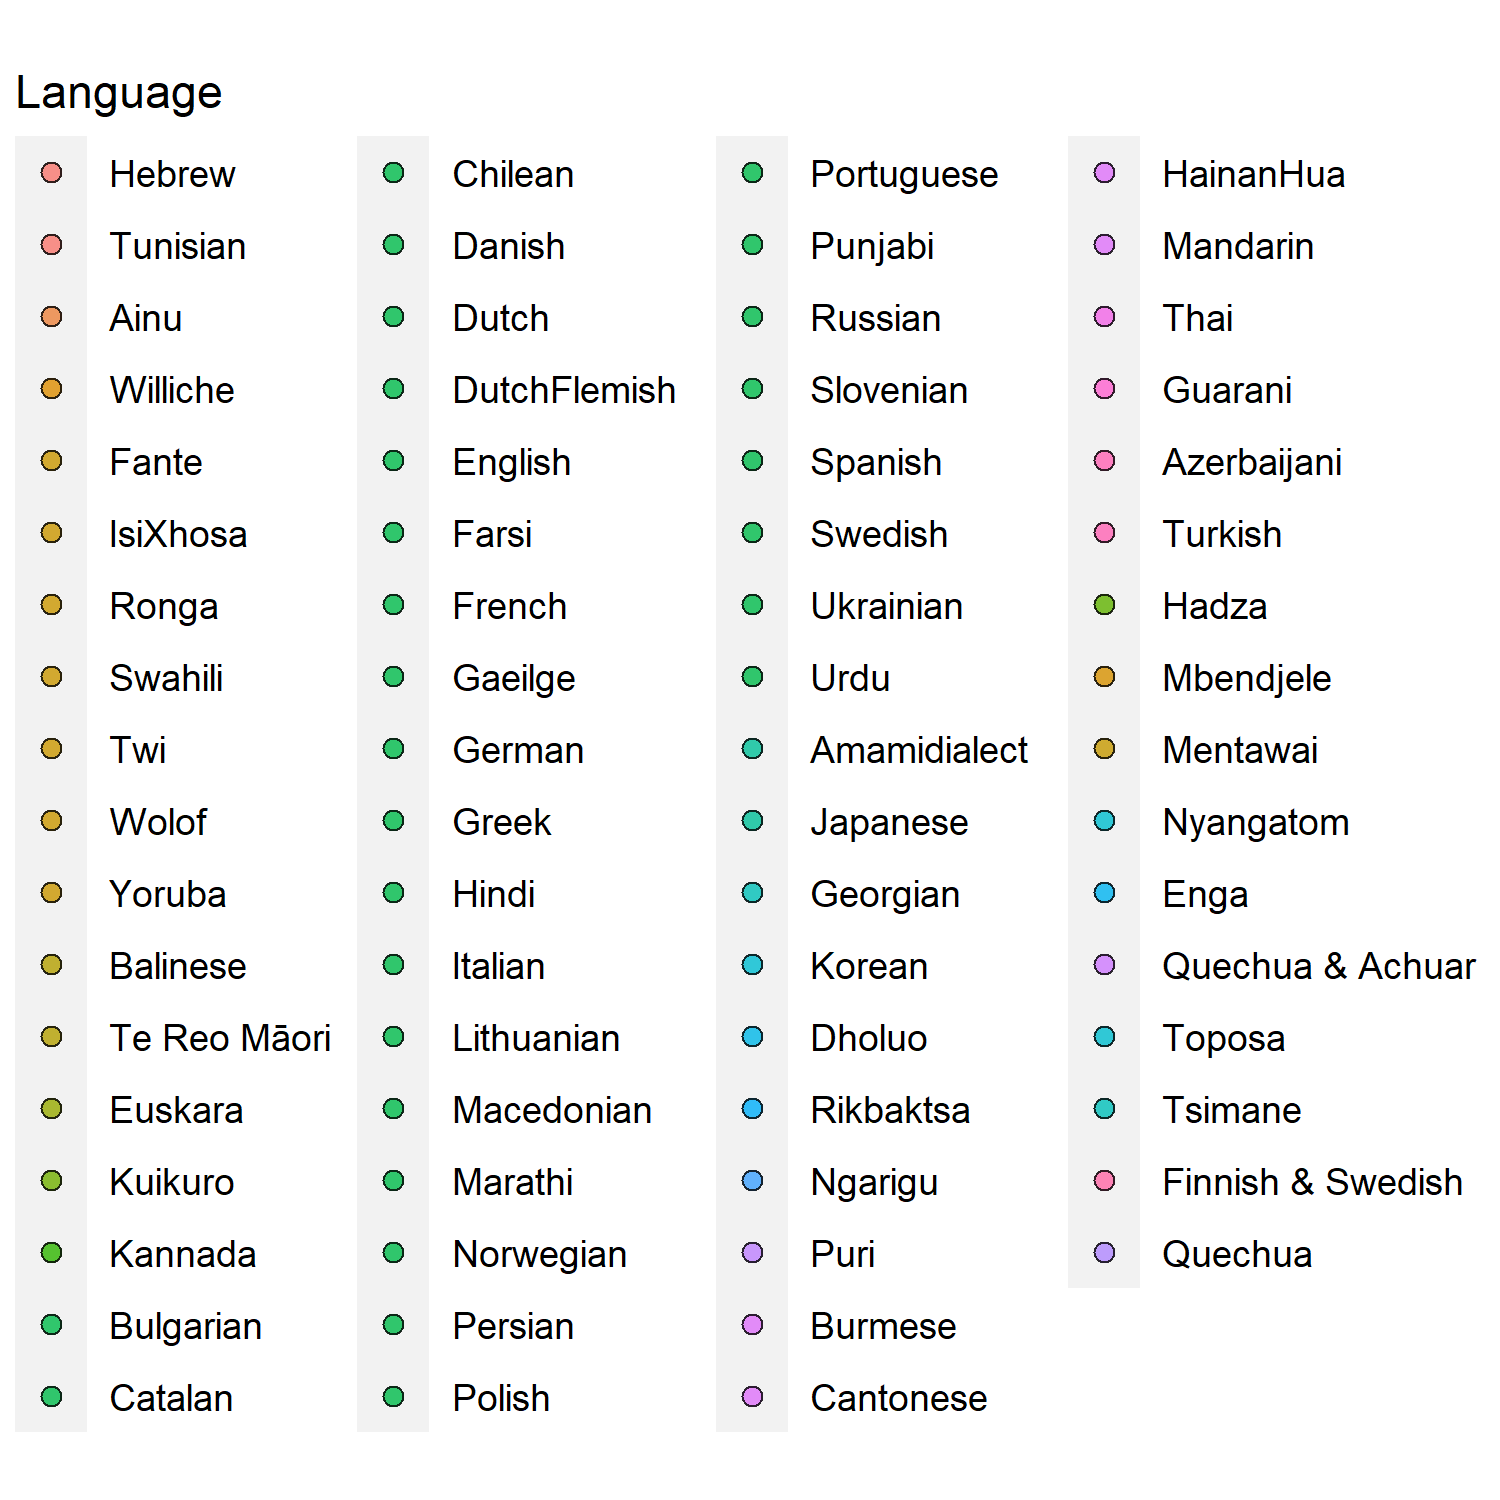 Language
Hebrew
Tunisian
Ainu
Williche
Fante
IsiXhosa
Ronga
Swahili
Twi
Wolof
Yoruba
Balinese
Te Reo Māori
Euskara
Kuikuro
Kannada
Bulgarian
Catalan
Chilean
Danish
Dutch
DutchFlemish
English
Farsi
French
Gaeilge
German
Greek
Hindi
Italian
Lithuanian
Macedonian
Marathi
Norwegian
Persian
Polish
Portuguese
Punjabi
Russian
Slovenian
Spanish
Swedish
Ukrainian
Urdu
Amamidialect
Japanese
Georgian
Korean
Dholuo
Rikbaktsa
Ngarigu
Puri
Burmese
Cantonese
HainanHua
Mandarin
Thai
Guarani
Azerbaijani
Turkish
Hadza
Mbendjele
Mentawai
Nyangatom
Enga
Quechua & Achuar
Toposa
Tsimane
Finnish & Swedish
Quechua